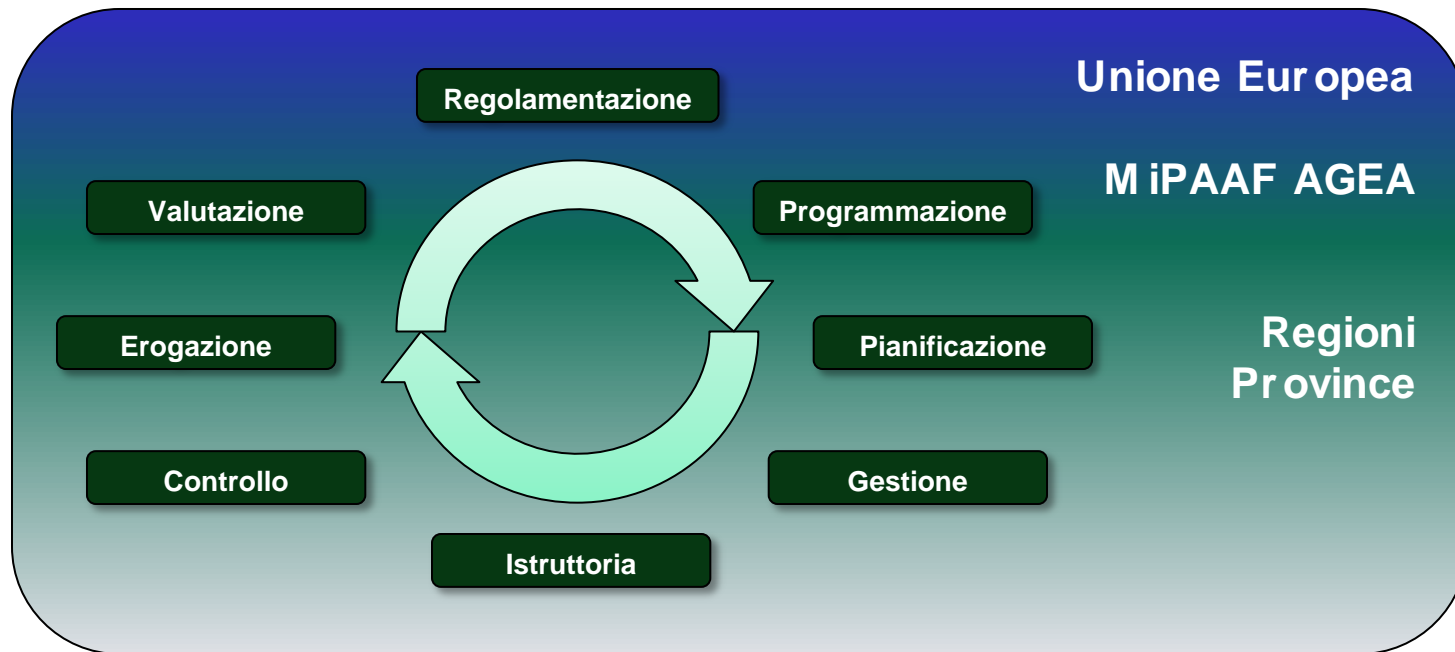 Unione Europea
Regolamentazione
MiPAAF AGEA
Valutazione
Programmazione
Erogazione
Pianificazione
Regioni
Province
Controllo
Gestione
Istruttoria